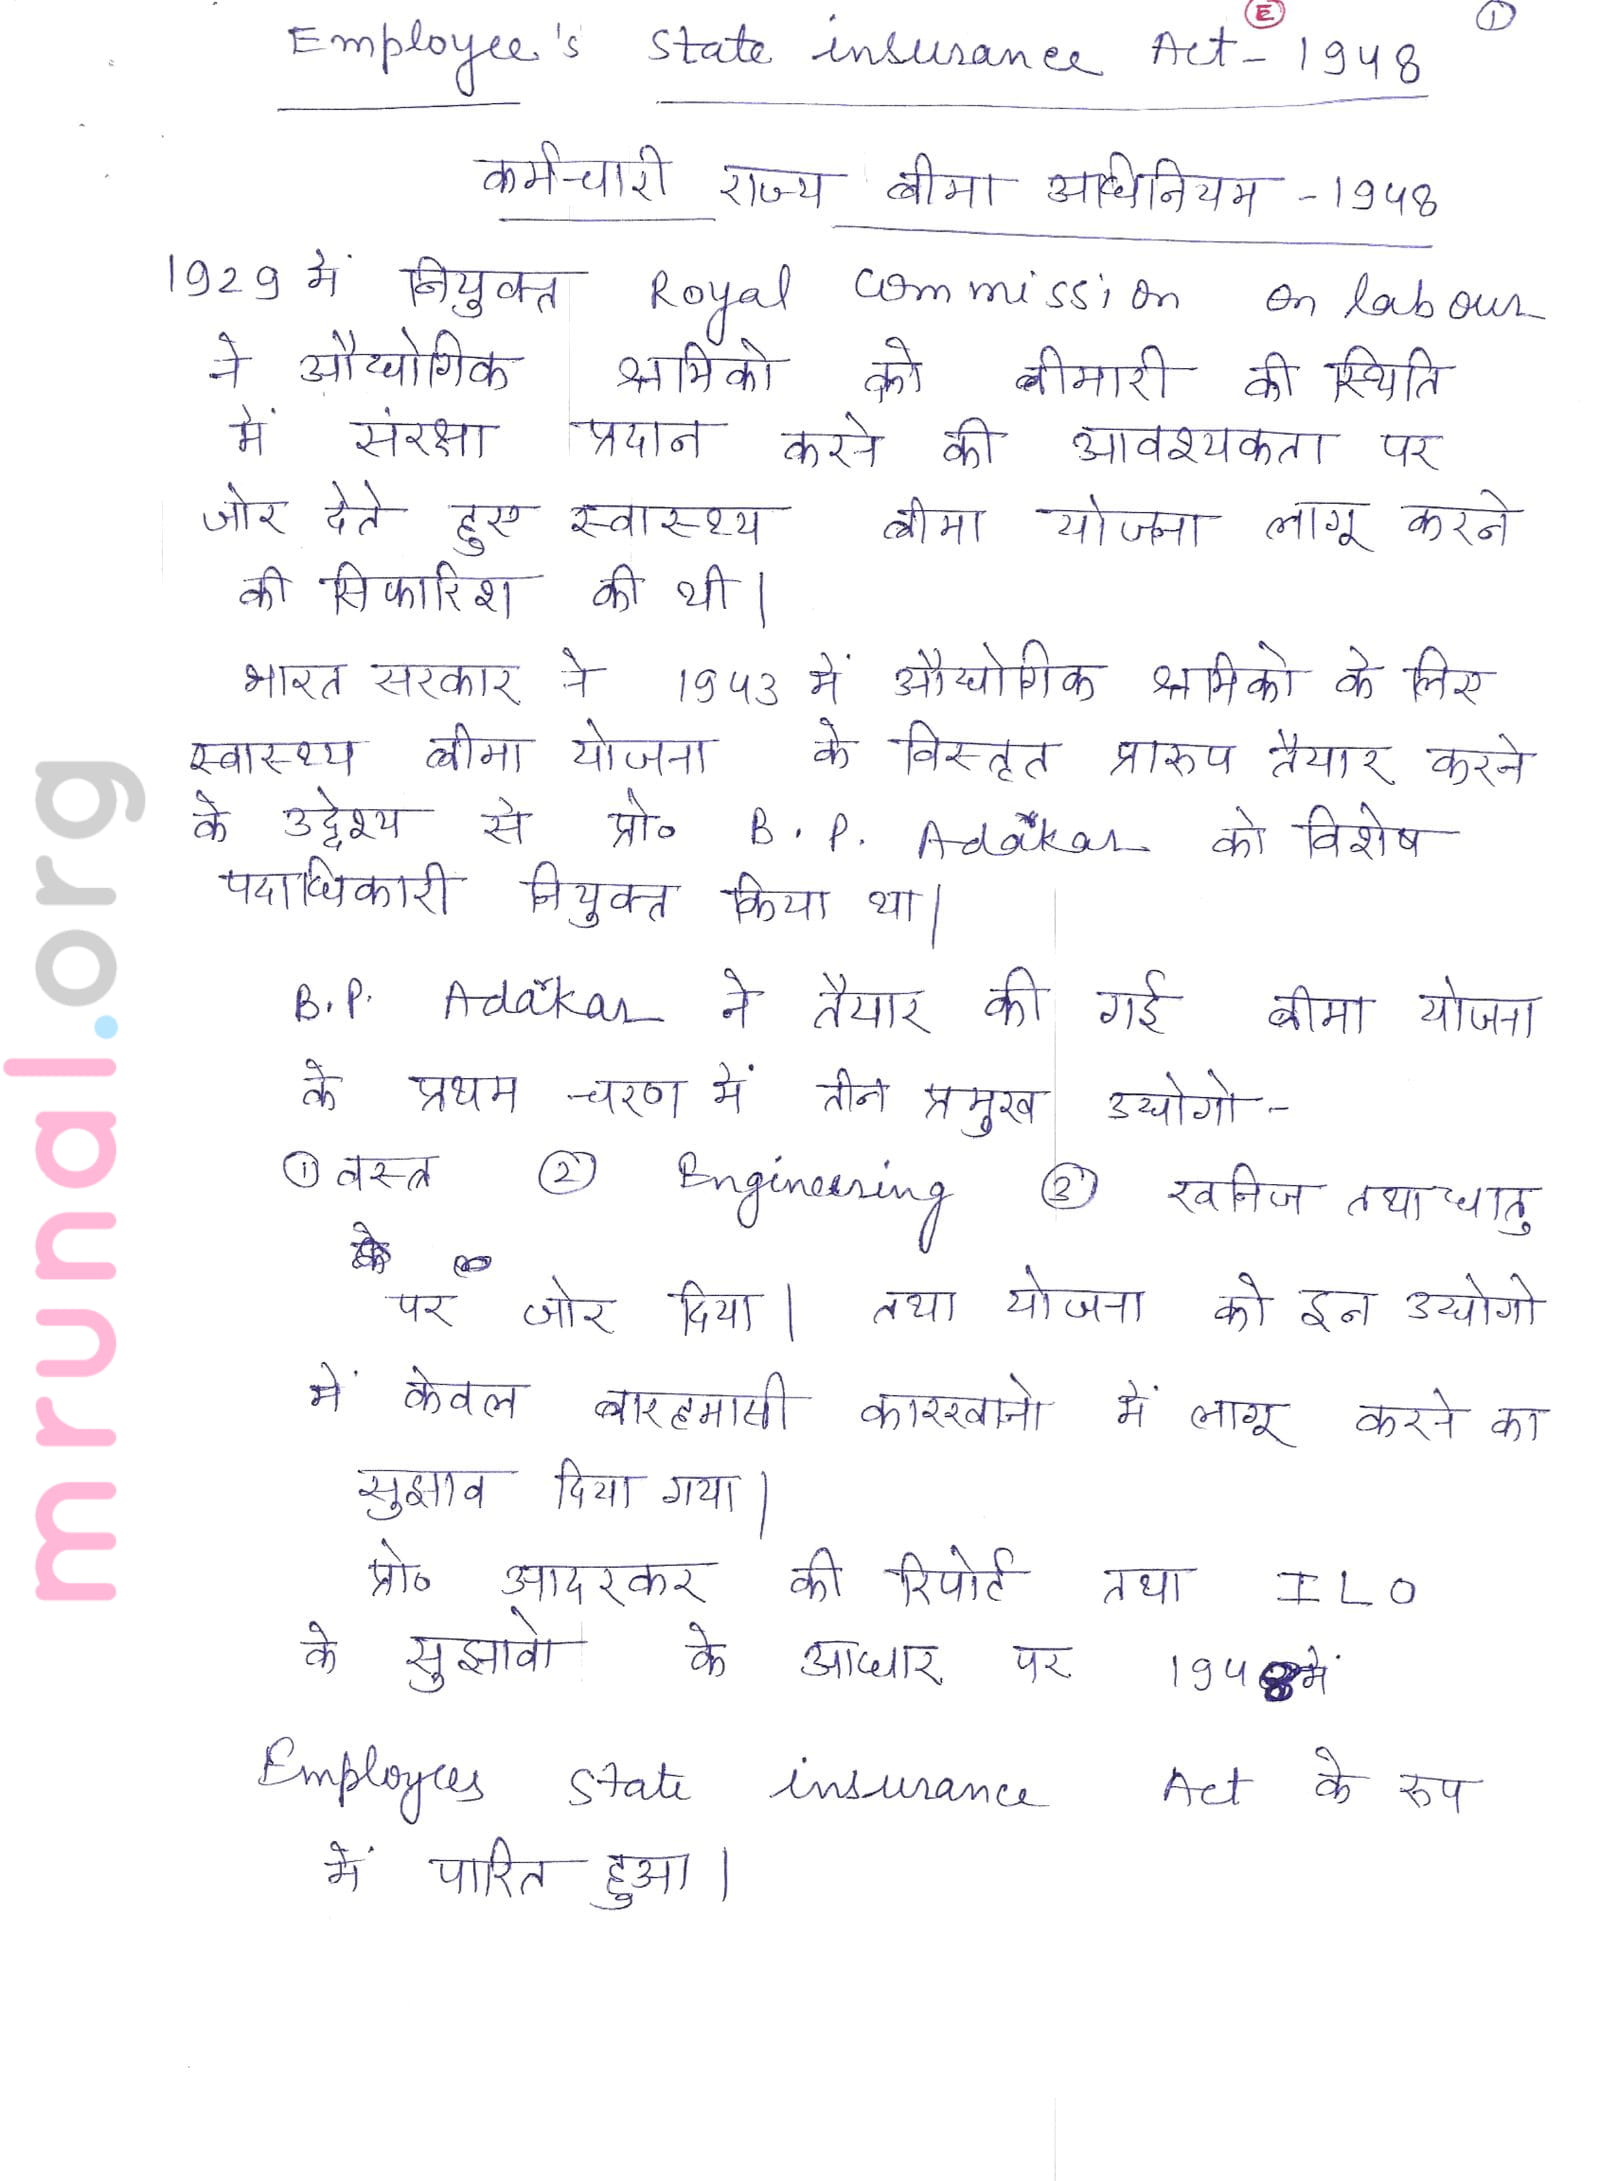 E
1
Employee's State insurance Act - 1948
कर्मचारी राज्य बीमा अधिनियम - 1948
1929 में नियुक्त Royal Commission on labour
ने औद्योगिक श्रमिको को बीमारी की स्थिति
में संरक्षा प्रदान करने की आवश्यकता पर
जोर देते हुए स्वास्थ्य बीमा योजना लागू करने
की सिफारिश की थी।
भारत सरकार ने 1943 में औद्योगिक श्रमिको के लिए
स्वास्थ्य बीमा योजना के विस्तृत प्रारुप तैयार करने
के उद्देश्य से प्रो० B. P. Adarkar को विशेष
पदाधिकारी नियुक्त किया था।
B.P. Adarkar ने तैयार की गई बीमा योजना
के प्रथम चरण में तीन प्रमुख उद्योगो -
① वस्त्र ② Engineering ③ खनिज तथा धातु
पर जोर दिया। तथा योजना को इन उद्योगो
में केवल बारहमासी कारखानो में लागू करने का
सुझाव दिया गया।
प्रो० आदरकर की रिपोर्ट तथा ILO
के सुझावो के आधार पर 1948 में
Employees State insurance Act के रुप
में पारित हुआ।
mrunal.org